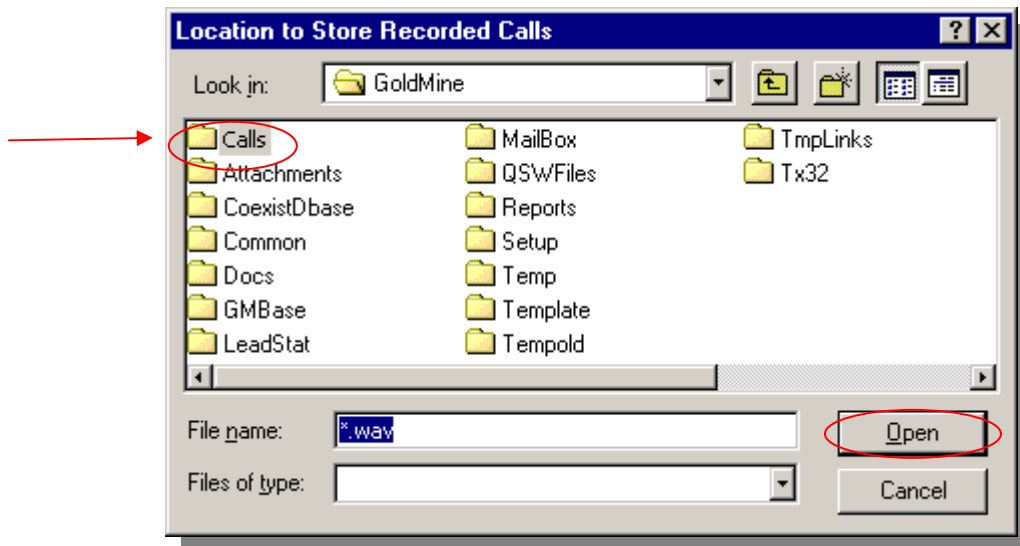 Location to Store Recorded Calls
Look in: GoldMine
Calls MailBox TmpLinks
Attachments QSWFiles Tx32
CoexistDbase Reports
Common Setup
Docs Temp
GMBase Template
LeadStat Tempold
File name: *.wav Open
Files of type: Cancel